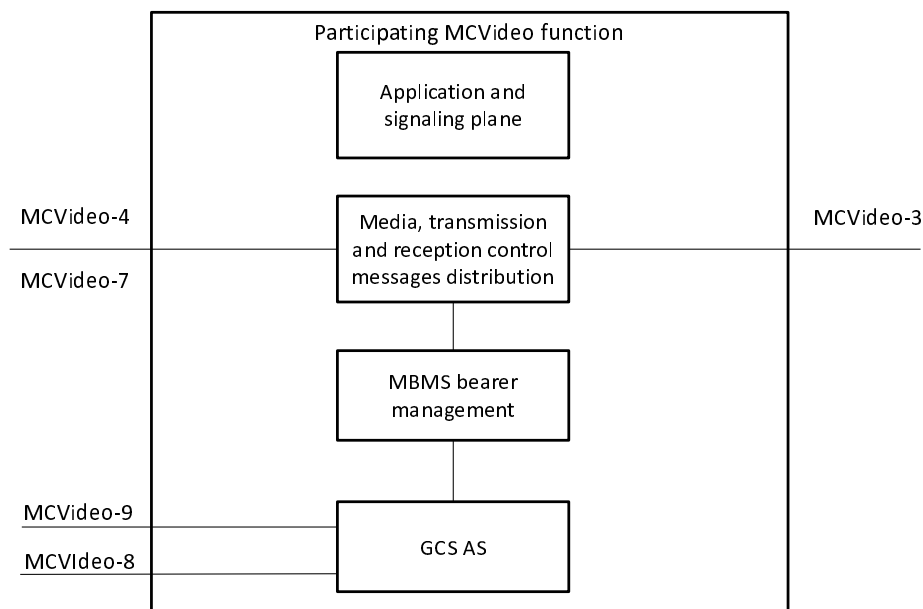 Participating MCVideo function
Application and
signaling plane
MCVideo-4
MCVideo-3
Media, transmission
and reception control
messages distribution
MCVideo-7
MBMS bearer
management
MCVideo-9
GCS AS
MCVIdeo-8